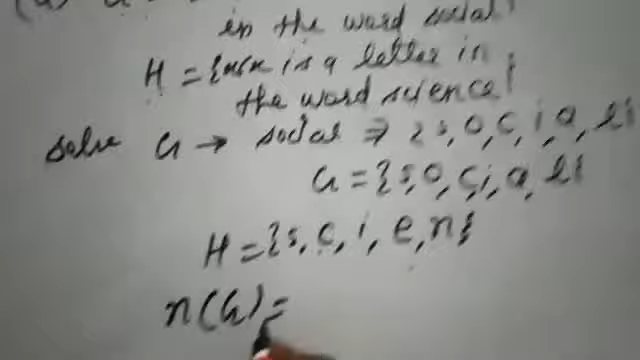 in the word social}
H = {x/x is a letter in
the word science}
solve G → social ⇒ {s, o, c, i, a, l}
G = {s, o, c, i, a, l}
H = {s, c, i, e, n}
n(G) =